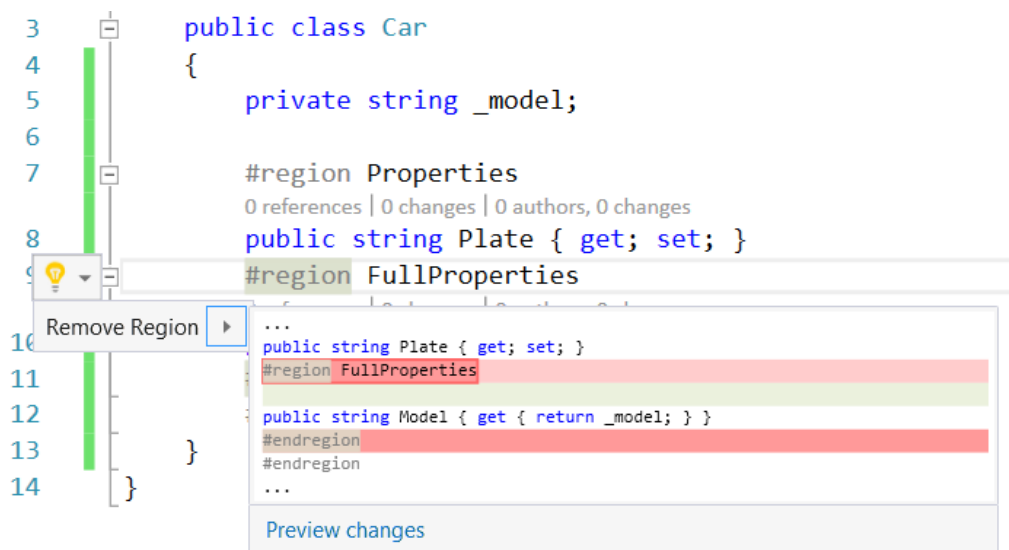 3 public class Car
4 {
5 private string _model;
6
7 #region Properties
0 references | 0 changes | 0 authors, 0 changes
8 public string Plate { get; set; }
#region FullProperties
Remove Region
10
11
12
13 }
14 }
...
public string Plate { get; set; }
#region FullProperties
public string Model { get { return _model; } }
#endregion
#endregion
...
Preview changes